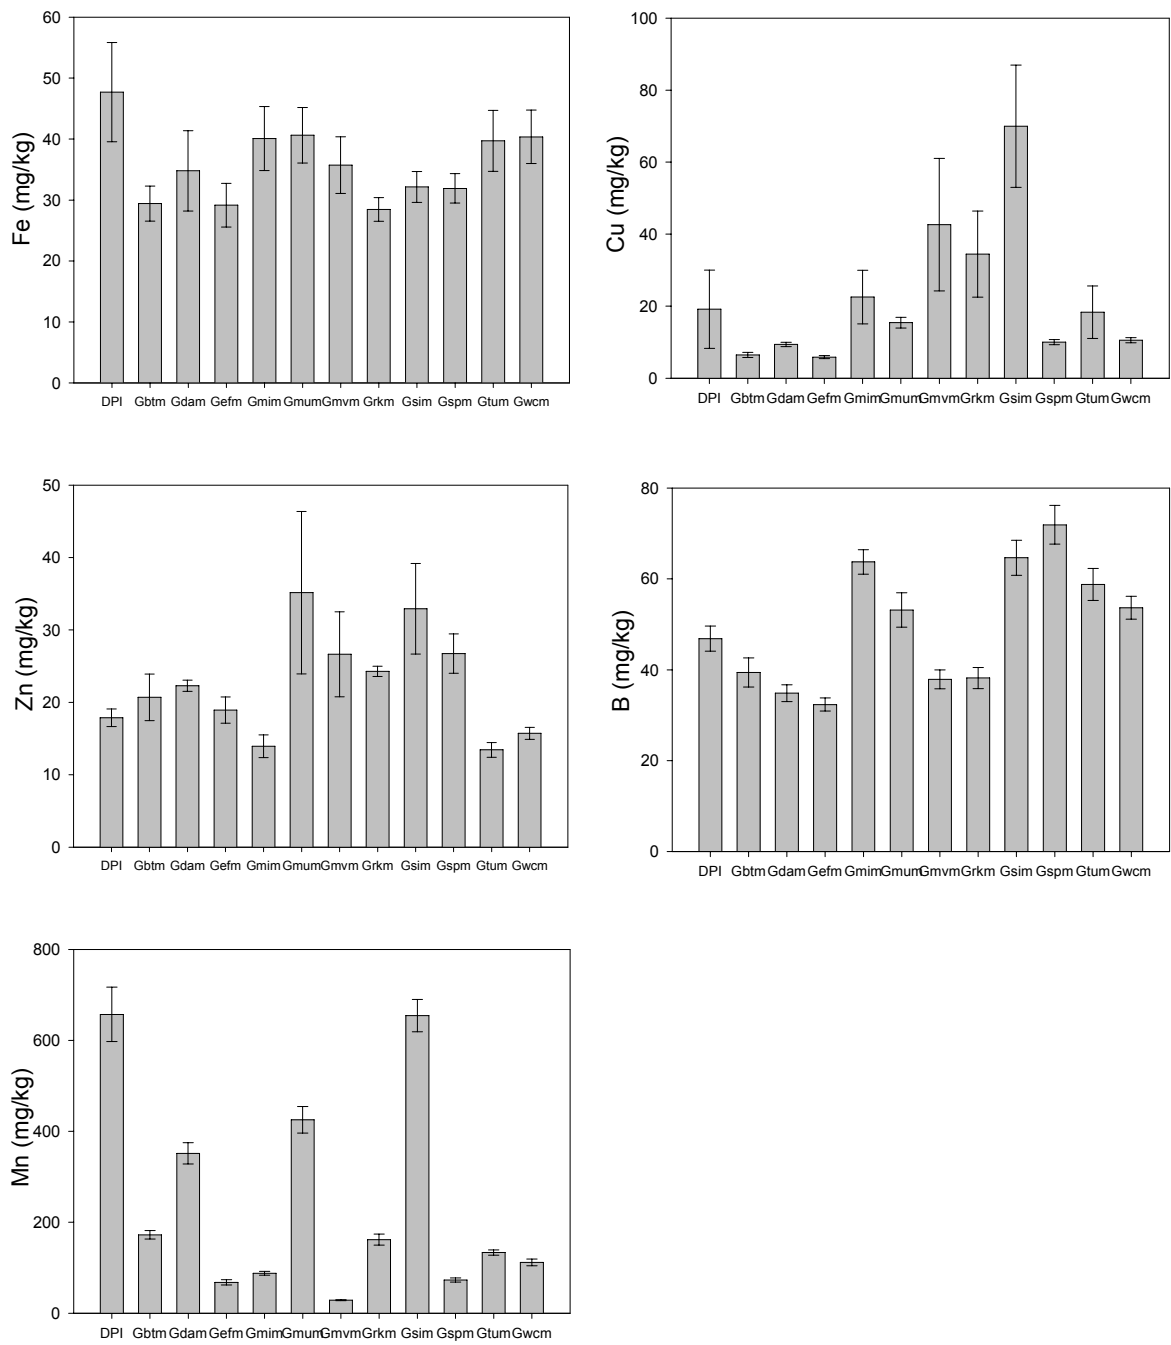 60
50
40
30
20
10
0
Fe (mg/kg)
DPI Gbtm Gdam Gefm Gmim Gmum Gmvm Grkm Gsim Gspm Gtum Gwcm
100
80
60
40
20
0
Cu (mg/kg)
DPI Gbtm Gdam Gefm Gmim Gmum Gmvm Grkm Gsim Gspm Gtum Gwcm
50
40
30
20
10
0
Zn (mg/kg)
DPI Gbtm Gdam Gefm Gmim Gmum Gmvm Grkm Gsim Gspm Gtum Gwcm
80
60
40
20
0
B (mg/kg)
DPI Gbtm Gdam Gefm Gmim Gmum Gmvm Grkm Gsim Gspm Gtum Gwcm
800
600
400
200
0
Mn (mg/kg)
DPI Gbtm Gdam Gefm Gmim Gmum Gmvm Grkm Gsim Gspm Gtum Gwcm